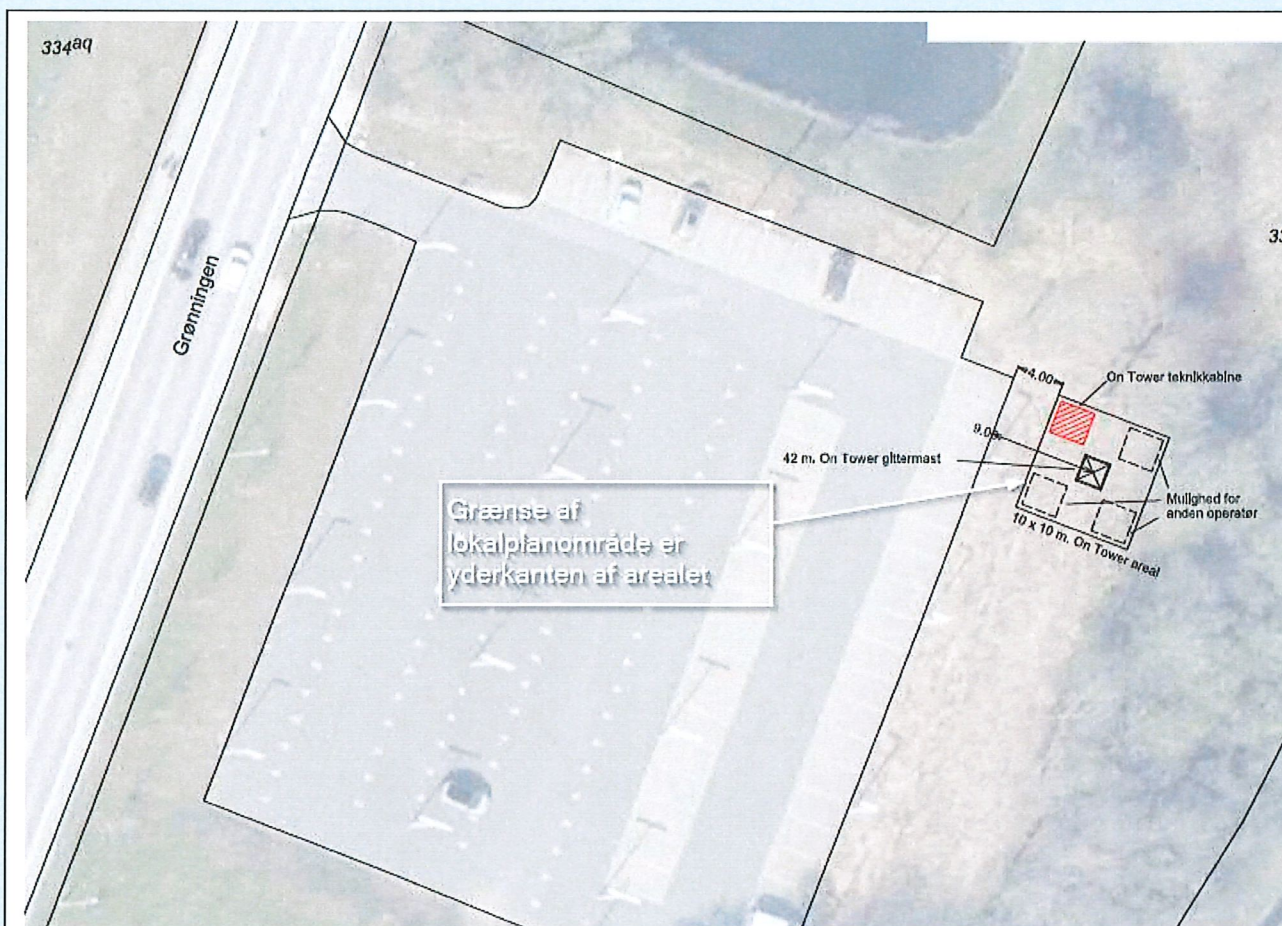 334aq
33
Grønningen
4.00
On Tower teknikkabine
9.00
42 m. On Tower gittermast
Mulighed for
anden operatør
10 x 10 m. On Tower areal
Grænse af
lokalplanområde er
yderkanten af arealet